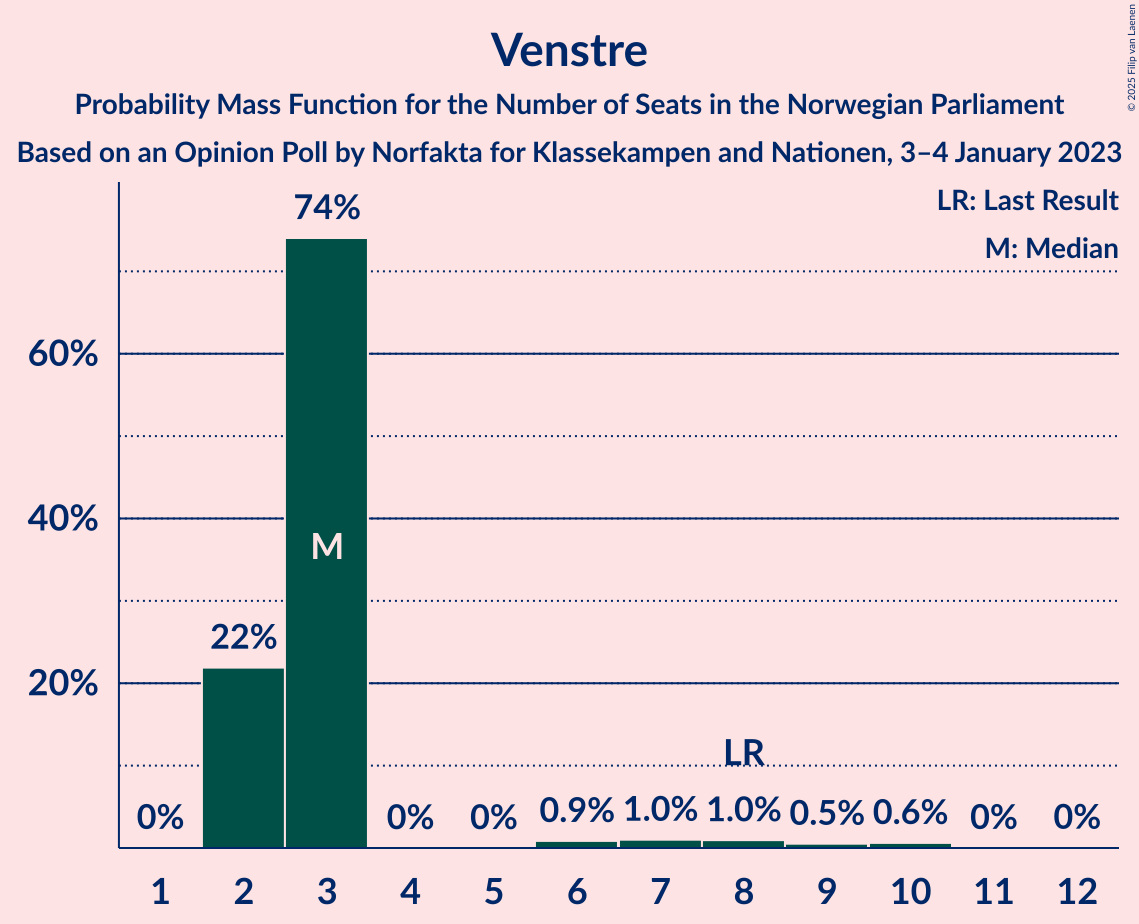 Venstre
Probability Mass Function for the Number of Seats in the Norwegian Parliament
Based on an Opinion Poll by Norfakta for Klassekampen and Nationen, 3–4 January 2023
© 2025 Filip van Laenen
LR: Last Result
M: Median
74%
60%
40%
M
22%
20%
LR
0% 0% 0% 0.9% 1.0% 1.0% 0.5% 0.6% 0% 0%
1 2 3 4 5 6 7 8 9 10 11 12